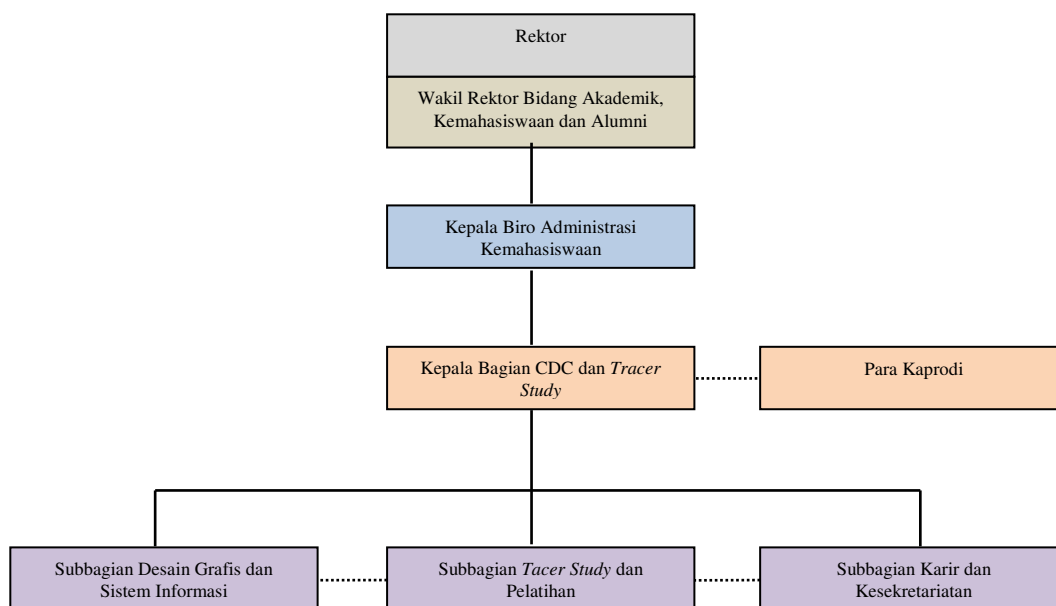 Rektor
Wakil Rektor Bidang Akademik,
Kemahasiswaan dan Alumni
Kepala Biro Administrasi
Kemahasiswaan
Kepala Bagian CDC dan Tracer
Study
Para Kaprodi
Subbagian Desain Grafis dan
Sistem Informasi
Subbagian Tacer Study dan
Pelatihan
Subbagian Karir dan
Kesekretariatan